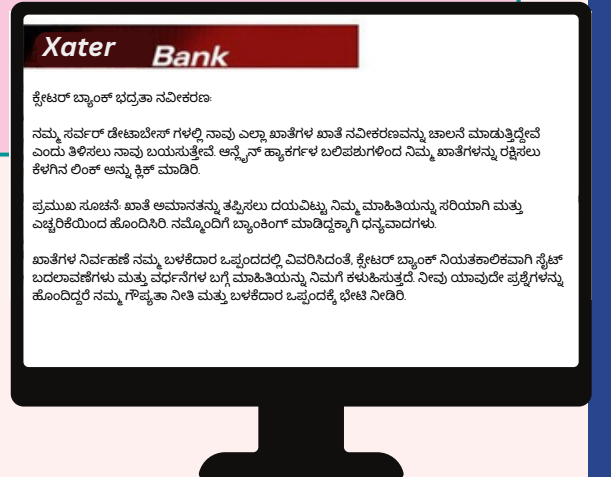 Xater Bank
ಕ್ಸೇಟರ್ ಬ್ಯಾಂಕ್ ಭದ್ರತಾ ನವೀಕರಣ:
ನಮ್ಮ ಸರ್ವರ್ ಡೇಟಾಬೇಸ್ ಗಳಲ್ಲಿ ನಾವು ಎಲ್ಲಾ ಖಾತೆಗಳ ಖಾತೆ ನವೀಕರಣವನ್ನು ಚಾಲನೆ ಮಾಡುತ್ತಿದ್ದೇವೆ
ಎಂದು ತಿಳಿಸಲು ನಾವು ಬಯಸುತ್ತೇವೆ. ಆನ್ಲೈನ್ ಹ್ಯಾಕರ್ಗಳ ಬಲಿಪಶುಗಳಿಂದ ನಿಮ್ಮ ಖಾತೆಗಳನ್ನು ರಕ್ಷಿಸಲು
ಕೆಳಗಿನ ಲಿಂಕ್ ಅನ್ನು ಕ್ಲಿಕ್ ಮಾಡಿರಿ.
ಪ್ರಮುಖ ಸೂಚನೆ: ಖಾತೆ ಅಮಾನತನ್ನು ತಪ್ಪಿಸಲು ದಯವಿಟ್ಟು ನಿಮ್ಮ ಮಾಹಿತಿಯನ್ನು ಸರಿಯಾಗಿ ಮತ್ತು
ಎಚ್ಚರಿಕೆಯಿಂದ ಹೊಂದಿಸಿರಿ. ನಮ್ಮೊಂದಿಗೆ ಬ್ಯಾಂಕಿಂಗ್ ಮಾಡಿದ್ದಕ್ಕಾಗಿ ಧನ್ಯವಾದಗಳು.
ಖಾತೆಗಳ ನಿರ್ವಹಣೆ ನಮ್ಮ ಬಳಕೆದಾರ ಒಪ್ಪಂದದಲ್ಲಿ ವಿವರಿಸಿದಂತೆ, ಕ್ಸೇಟರ್ ಬ್ಯಾಂಕ್ ನಿಯತಕಾಲಿಕವಾಗಿ ಸೈಟ್
ಬದಲಾವಣೆಗಳು ಮತ್ತು ವರ್ಧನೆಗಳ ಬಗ್ಗೆ ಮಾಹಿತಿಯನ್ನು ನಿಮಗೆ ಕಳುಹಿಸುತ್ತದೆ. ನೀವು ಯಾವುದೇ ಪ್ರಶ್ನೆಗಳನ್ನು
ಹೊಂದಿದ್ದರೆ ನಮ್ಮ ಗೌಪ್ಯತಾ ನೀತಿ ಮತ್ತು ಬಳಕೆದಾರ ಒಪ್ಪಂದಕ್ಕೆ ಭೇಟಿ ನೀಡಿರಿ.